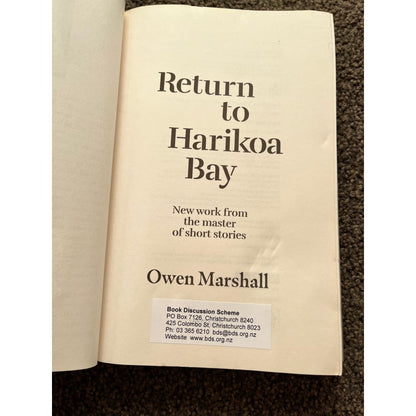 Return
to
Harikoa
Bay
New work from
the master
of short stories
Owen Marshall
Book Discussion Scheme
PO Box 7126, Christchurch 8240
425 Colombo St, Christchurch 8023
Ph: 03 365 6210 bds@bds.org.nz
Website www.bds.org.nz